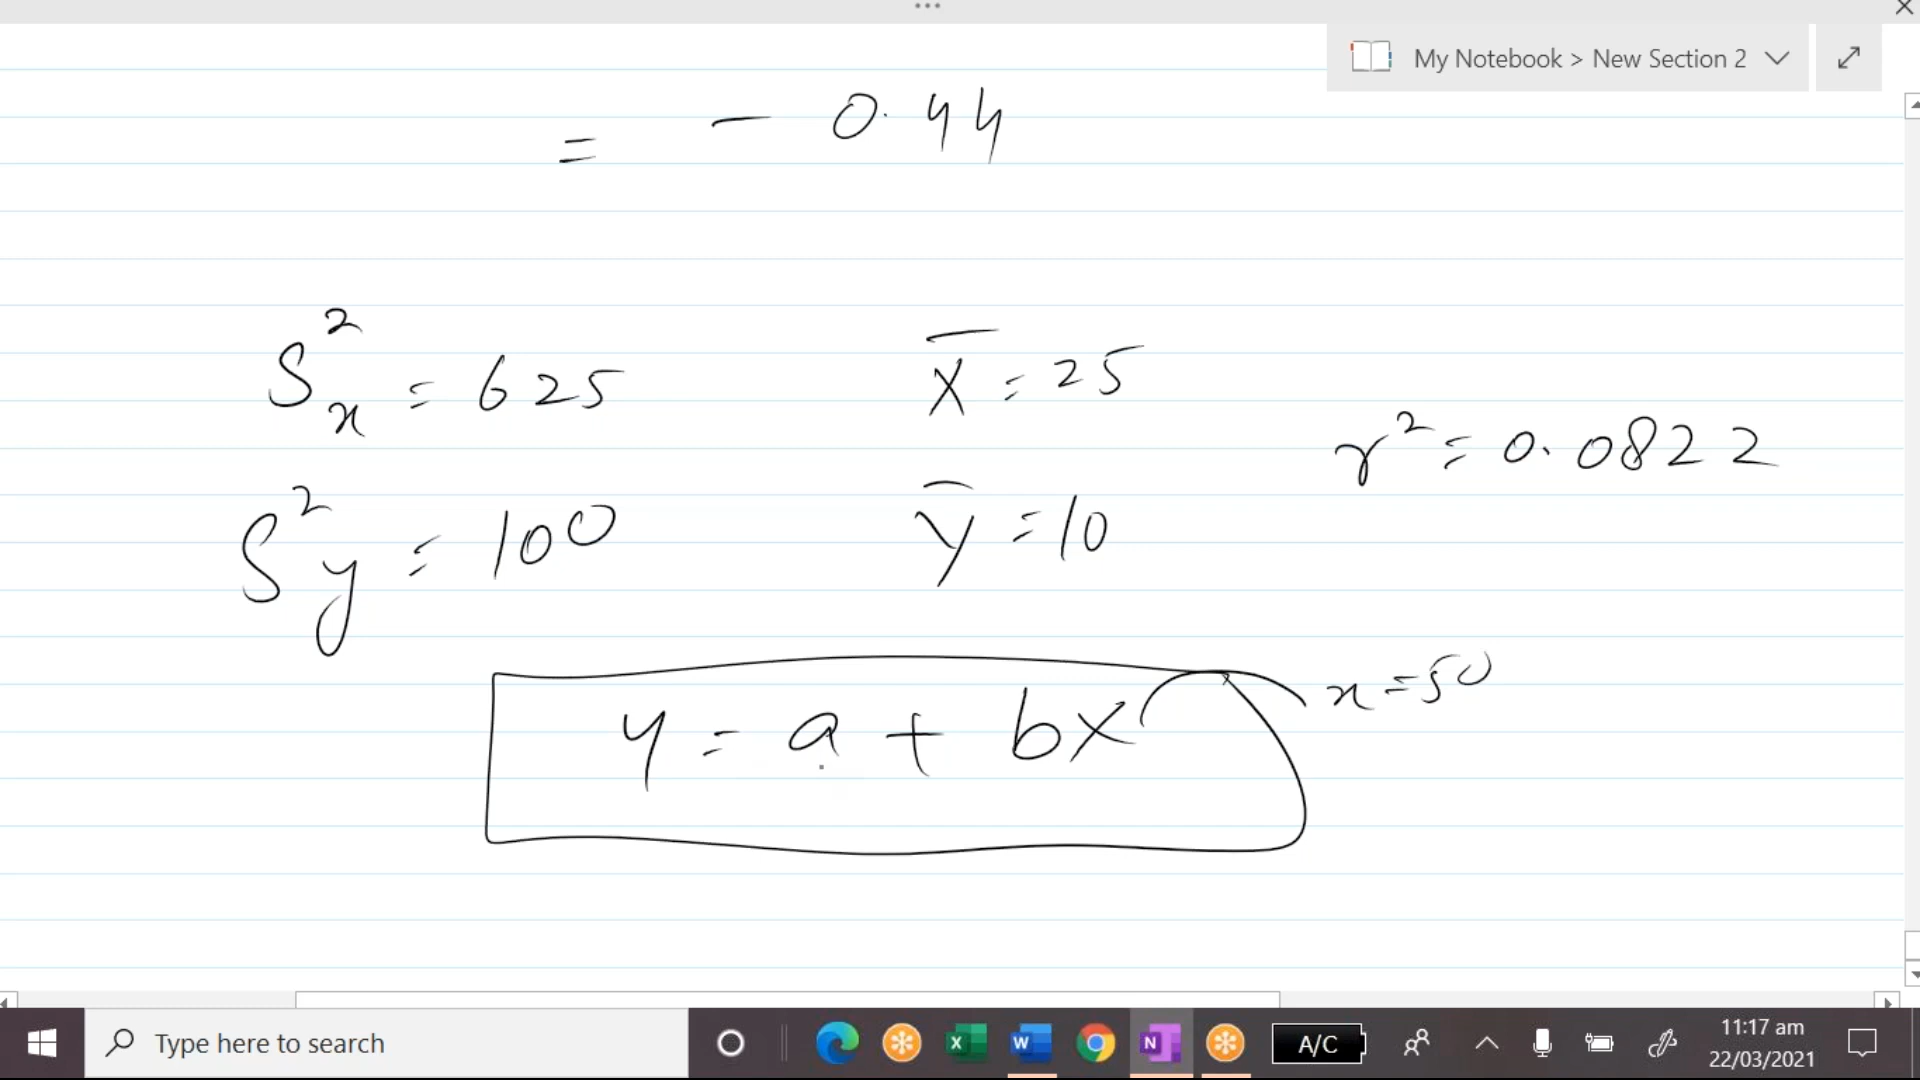 My Notebook > New Section 2
= - 0.44
S²x = 625
X̅ = 25
r² = 0.0822
S²y = 100
y̅ = 10
x = 50
y = a + bx
Type here to search
A/C
11:17 am
22/03/2021